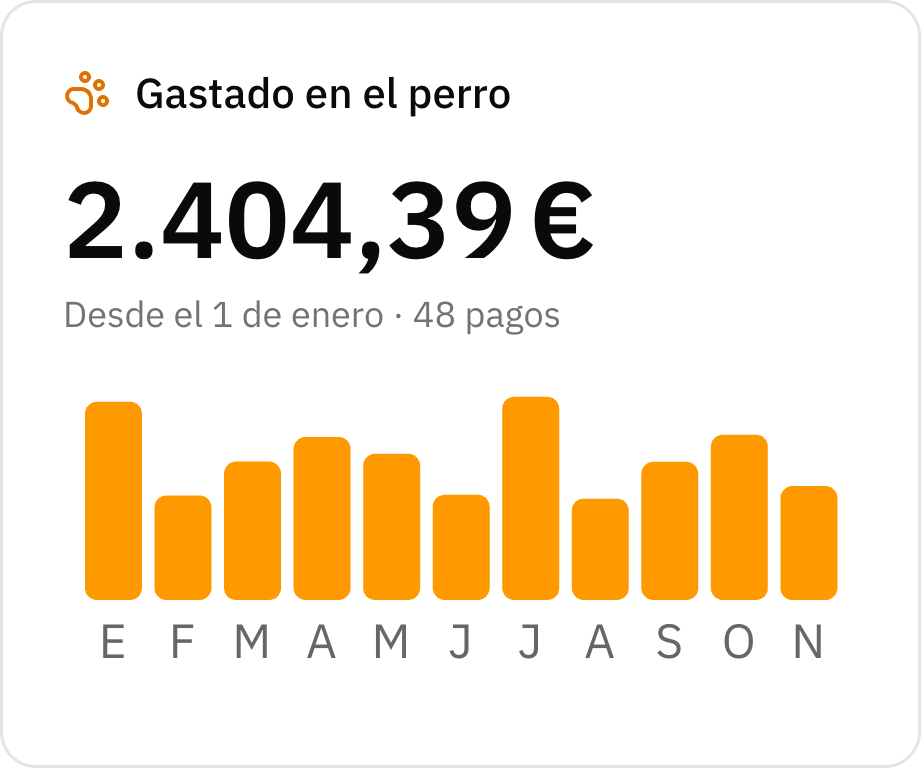 Gastado en el perro
2.404,39 €
Desde el 1 de enero · 48 pagos
E F M A M J J A S O N